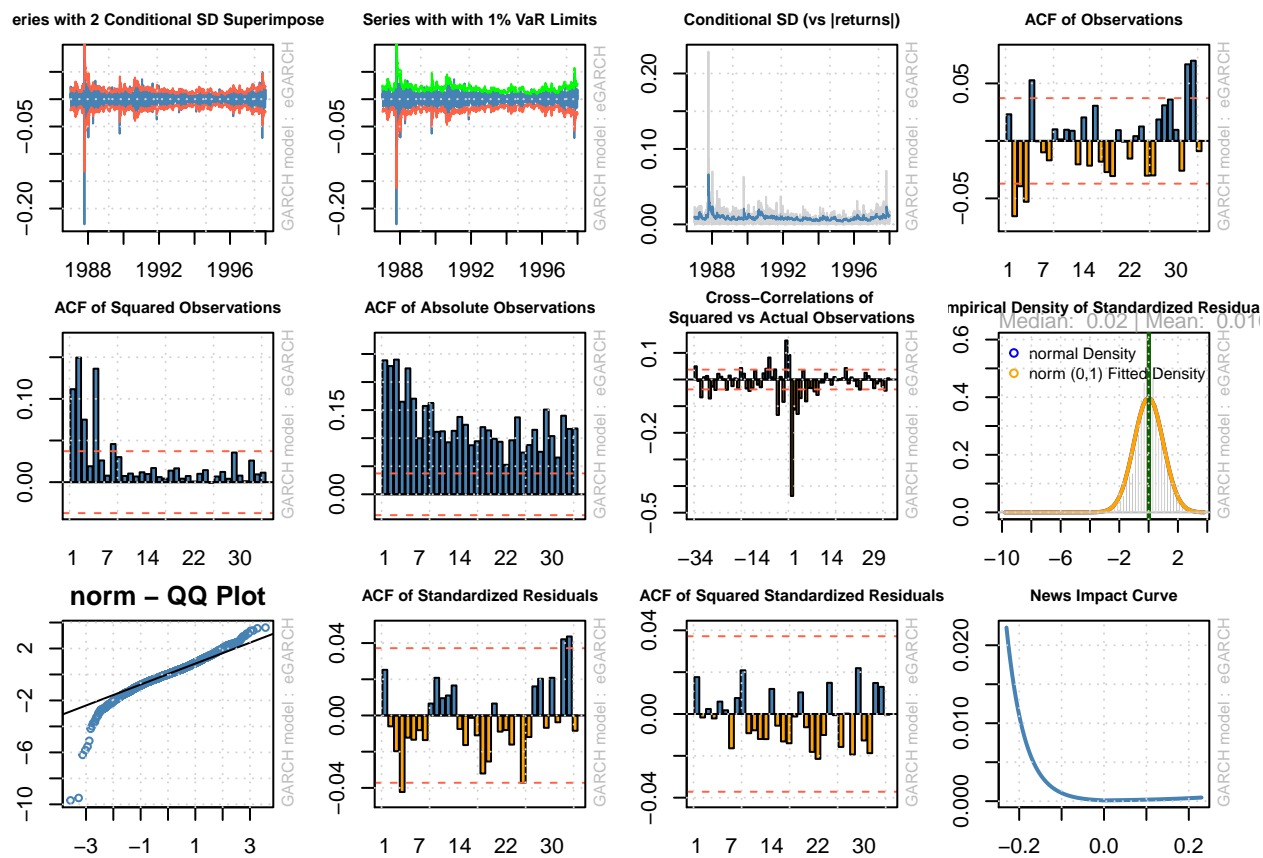 eries with 2 Conditional SD Superimpose
−0.20
−0.05
1988
1992
1996
GARCH model : eGARCH
Series with with 1% VaR Limits
−0.20
−0.05
1988
1992
1996
GARCH model : eGARCH
Conditional SD (vs |returns|)
0.00
0.10
0.20
1988
1992
1996
GARCH model : eGARCH
ACF of Observations
−0.05
0.05
1
7
14
22
30
GARCH model : eGARCH
ACF of Squared Observations
0.00
0.10
1
7
14
22
30
GARCH model : eGARCH
ACF of Absolute Observations
0.00
0.15
1
7
14
22
30
GARCH model : eGARCH
Cross−Correlations of
Squared vs Actual Observations
−0.5
−0.2
0.1
−34
−14
1
14
29
GARCH model : eGARCH
mpirical Density of Standardized Residua
Median: 0.02 | Mean: 0.01
normal Density
norm (0,1) Fitted Density
0.0
0.2
0.4
0.6
−10
−6
−2
2
GARCH model : eGARCH
norm − QQ Plot
−10
−6
−2
2
−3
−1
1
3
GARCH model : eGARCH
ACF of Standardized Residuals
−0.04
0.00
0.04
1
7
14
22
30
GARCH model : eGARCH
ACF of Squared Standardized Residuals
−0.04
0.00
0.04
1
7
14
22
30
GARCH model : eGARCH
News Impact Curve
0.000
0.010
0.020
−0.2
0.0
0.2
GARCH model : eGARCH